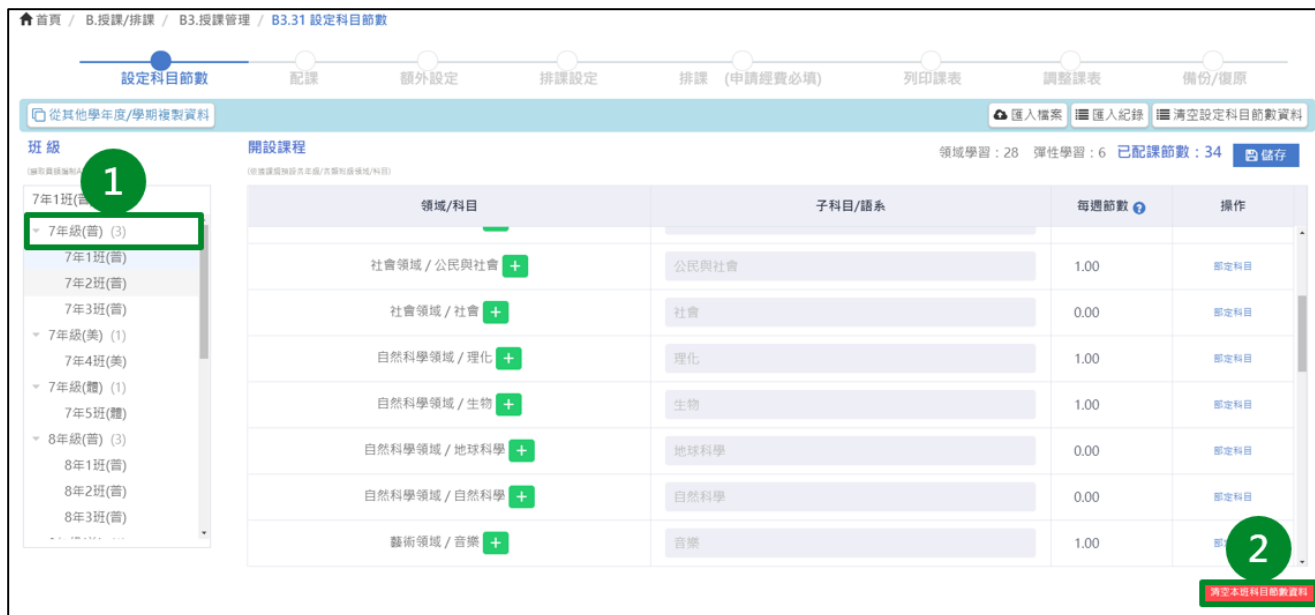 首頁 / B.授課/排課 / B3.授課管理 / B3.31 設定科目節數
設定科目節數 配課 額外設定 排課設定 排課 (申請經費必填) 列印課表 調整課表 備份/復原
從其他學年度/學期複製資料 匯入檔案 匯入紀錄 清空設定科目節數資料
班級 開設課程 領域學習：28 彈性學習：6 已配課節數：34 儲存
1
7年1班(普)
領域/科目 子科目/語系 每週節數 操作
7年級(普) (3)
7年1班(普)
社會領域 / 公民與社會 + 公民與社會 1.00 部定科目
7年2班(普)
7年3班(普)
社會領域 / 社會 + 社會 0.00 部定科目
7年級(美) (1)
7年4班(美)
自然科學領域 / 理化 + 理化 1.00 部定科目
7年級(體) (1)
7年5班(體)
自然科學領域 / 生物 + 生物 1.00 部定科目
8年級(普) (3)
8年1班(普)
自然科學領域 / 地球科學 + 地球科學 0.00 部定科目
8年2班(普)
自然科學領域 / 自然科學 + 自然科學 0.00 部定科目
8年3班(普)
藝術領域 / 音樂 + 音樂 1.00
2
清空本班科目節數資料